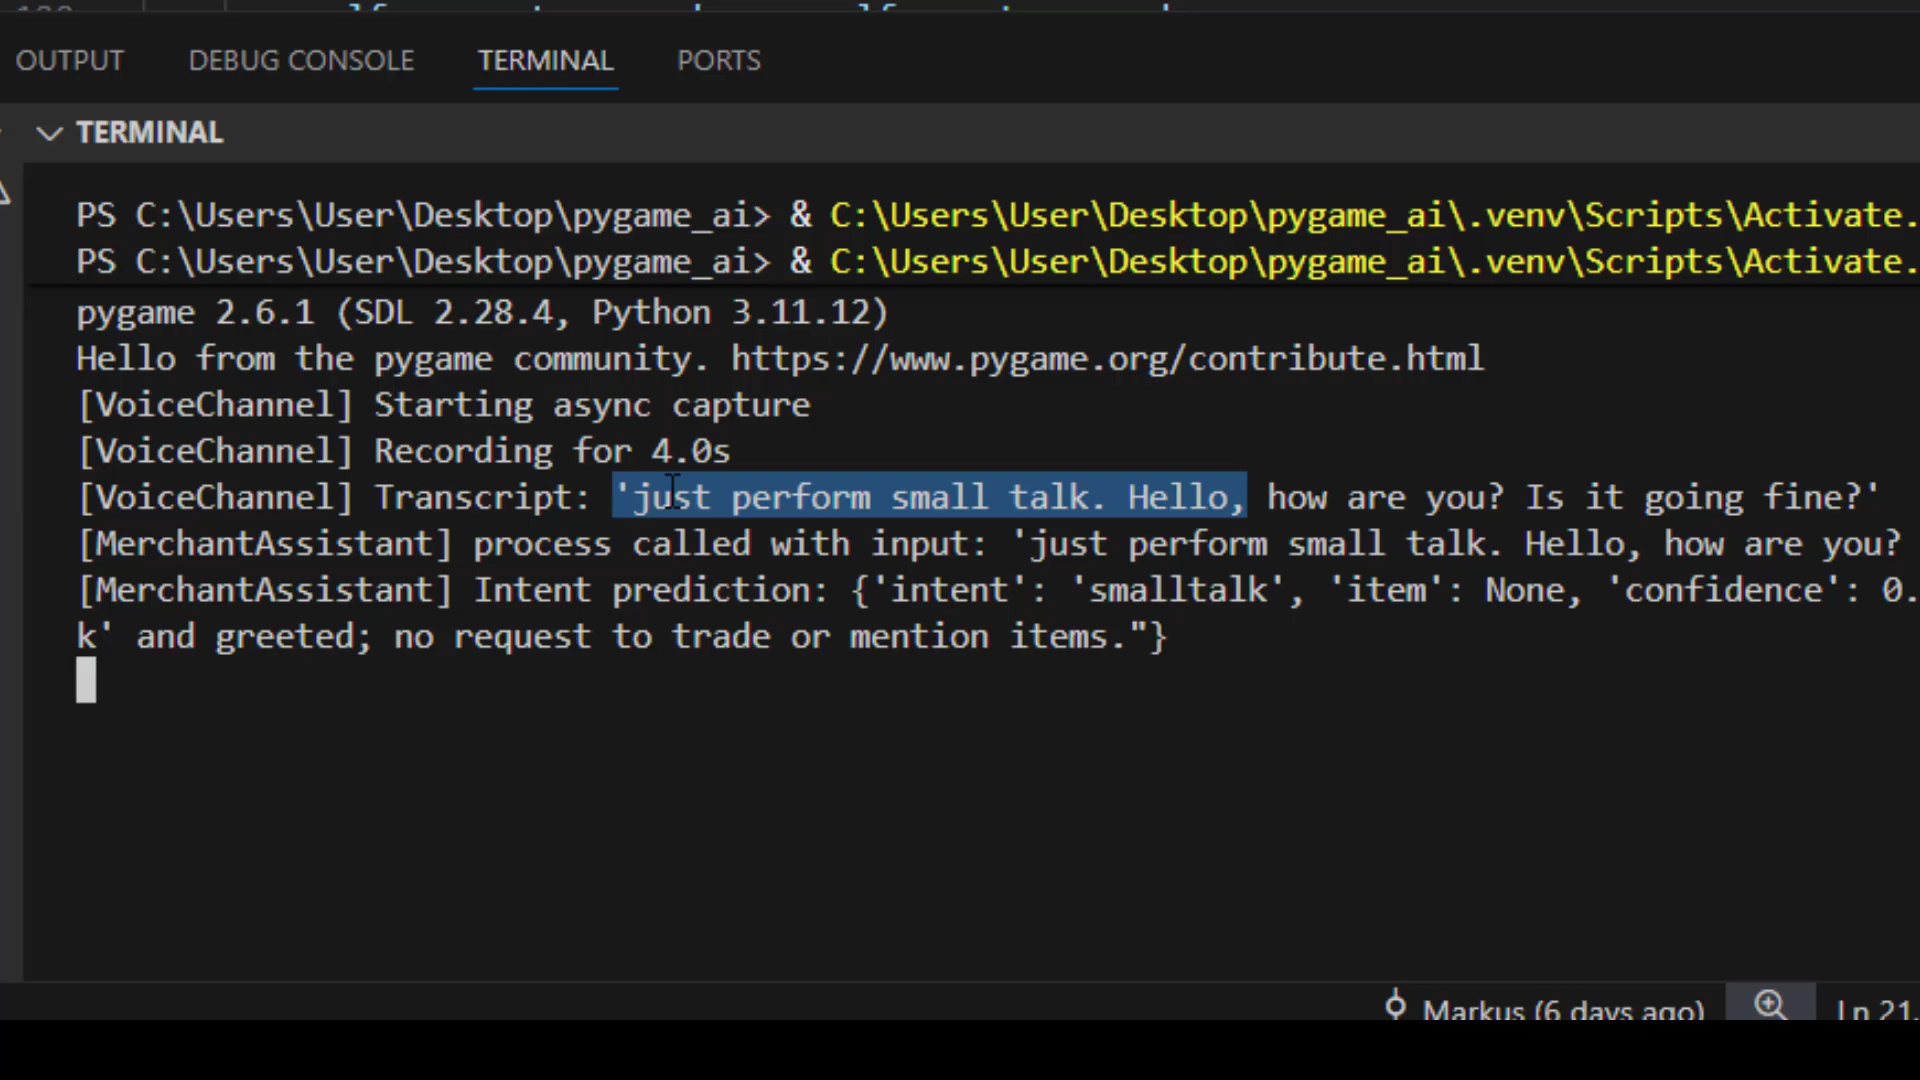 OUTPUT DEBUG CONSOLE TERMINAL PORTS
TERMINAL
PS C:\Users\User\Desktop\pygame_ai> & C:\Users\User\Desktop\pygame_ai\.venv\Scripts\Activate.
PS C:\Users\User\Desktop\pygame_ai> & C:\Users\User\Desktop\pygame_ai\.venv\Scripts\Activate.
pygame 2.6.1 (SDL 2.28.4, Python 3.11.12)
Hello from the pygame community. https://www.pygame.org/contribute.html
[VoiceChannel] Starting async capture
[VoiceChannel] Recording for 4.0s
[VoiceChannel] Transcript: 'just perform small talk. Hello, how are you? Is it going fine?'
[MerchantAssistant] process called with input: 'just perform small talk. Hello, how are you?
[MerchantAssistant] Intent prediction: {'intent': 'smalltalk', 'item': None, 'confidence': 0.
k' and greeted; no request to trade or mention items."}
Markus (6 days ago) Ln 21,